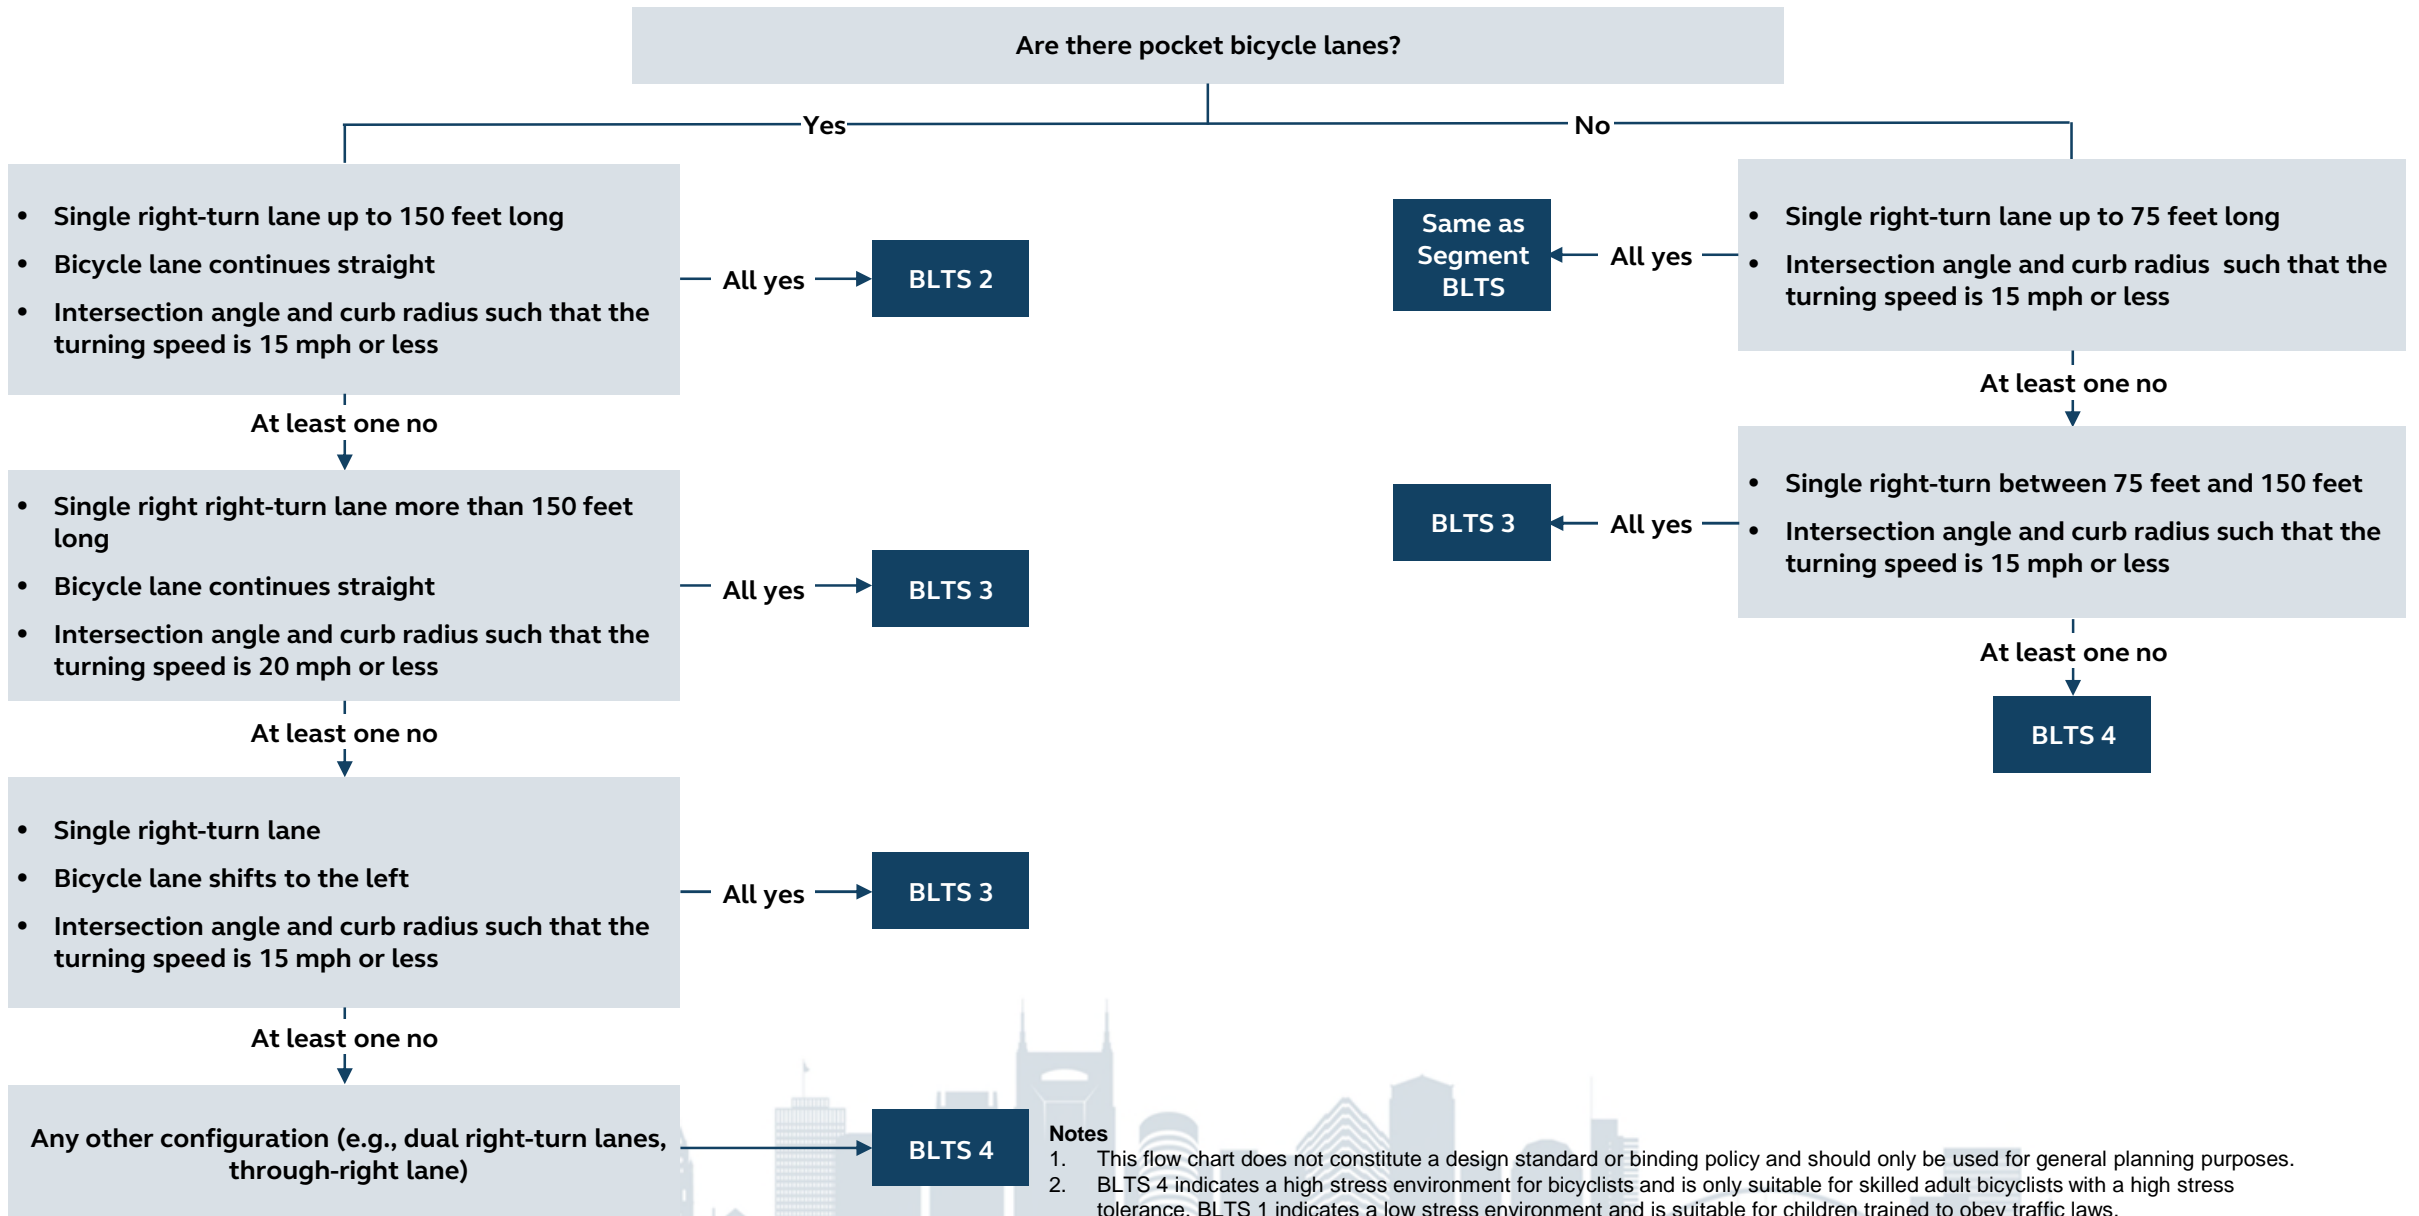 Are there pocket bicycle lanes?
Yes
No
• Single right-turn lane up to 150 feet long
• Bicycle lane continues straight
• Intersection angle and curb radius such that the
turning speed is 15 mph or less
All yes
BLTS 2
At least one no
• Single right right-turn lane more than 150 feet
long
• Bicycle lane continues straight
• Intersection angle and curb radius such that the
turning speed is 20 mph or less
All yes
BLTS 3
At least one no
• Single right-turn lane
• Bicycle lane shifts to the left
• Intersection angle and curb radius such that the
turning speed is 15 mph or less
All yes
BLTS 3
At least one no
Any other configuration (e.g., dual right-turn lanes,
through-right lane)
BLTS 4
• Single right-turn lane up to 75 feet long
• Intersection angle and curb radius such that the
turning speed is 15 mph or less
All yes
Same as
Segment
BLTS
At least one no
• Single right-turn between 75 feet and 150 feet
• Intersection angle and curb radius such that the
turning speed is 15 mph or less
All yes
BLTS 3
At least one no
BLTS 4
Notes
1. This flow chart does not constitute a design standard or binding policy and should only be used for general planning purposes.
2. BLTS 4 indicates a high stress environment for bicyclists and is only suitable for skilled adult bicyclists with a high stress
tolerance. BLTS 1 indicates a low stress environment and is suitable for children trained to obey traffic laws.